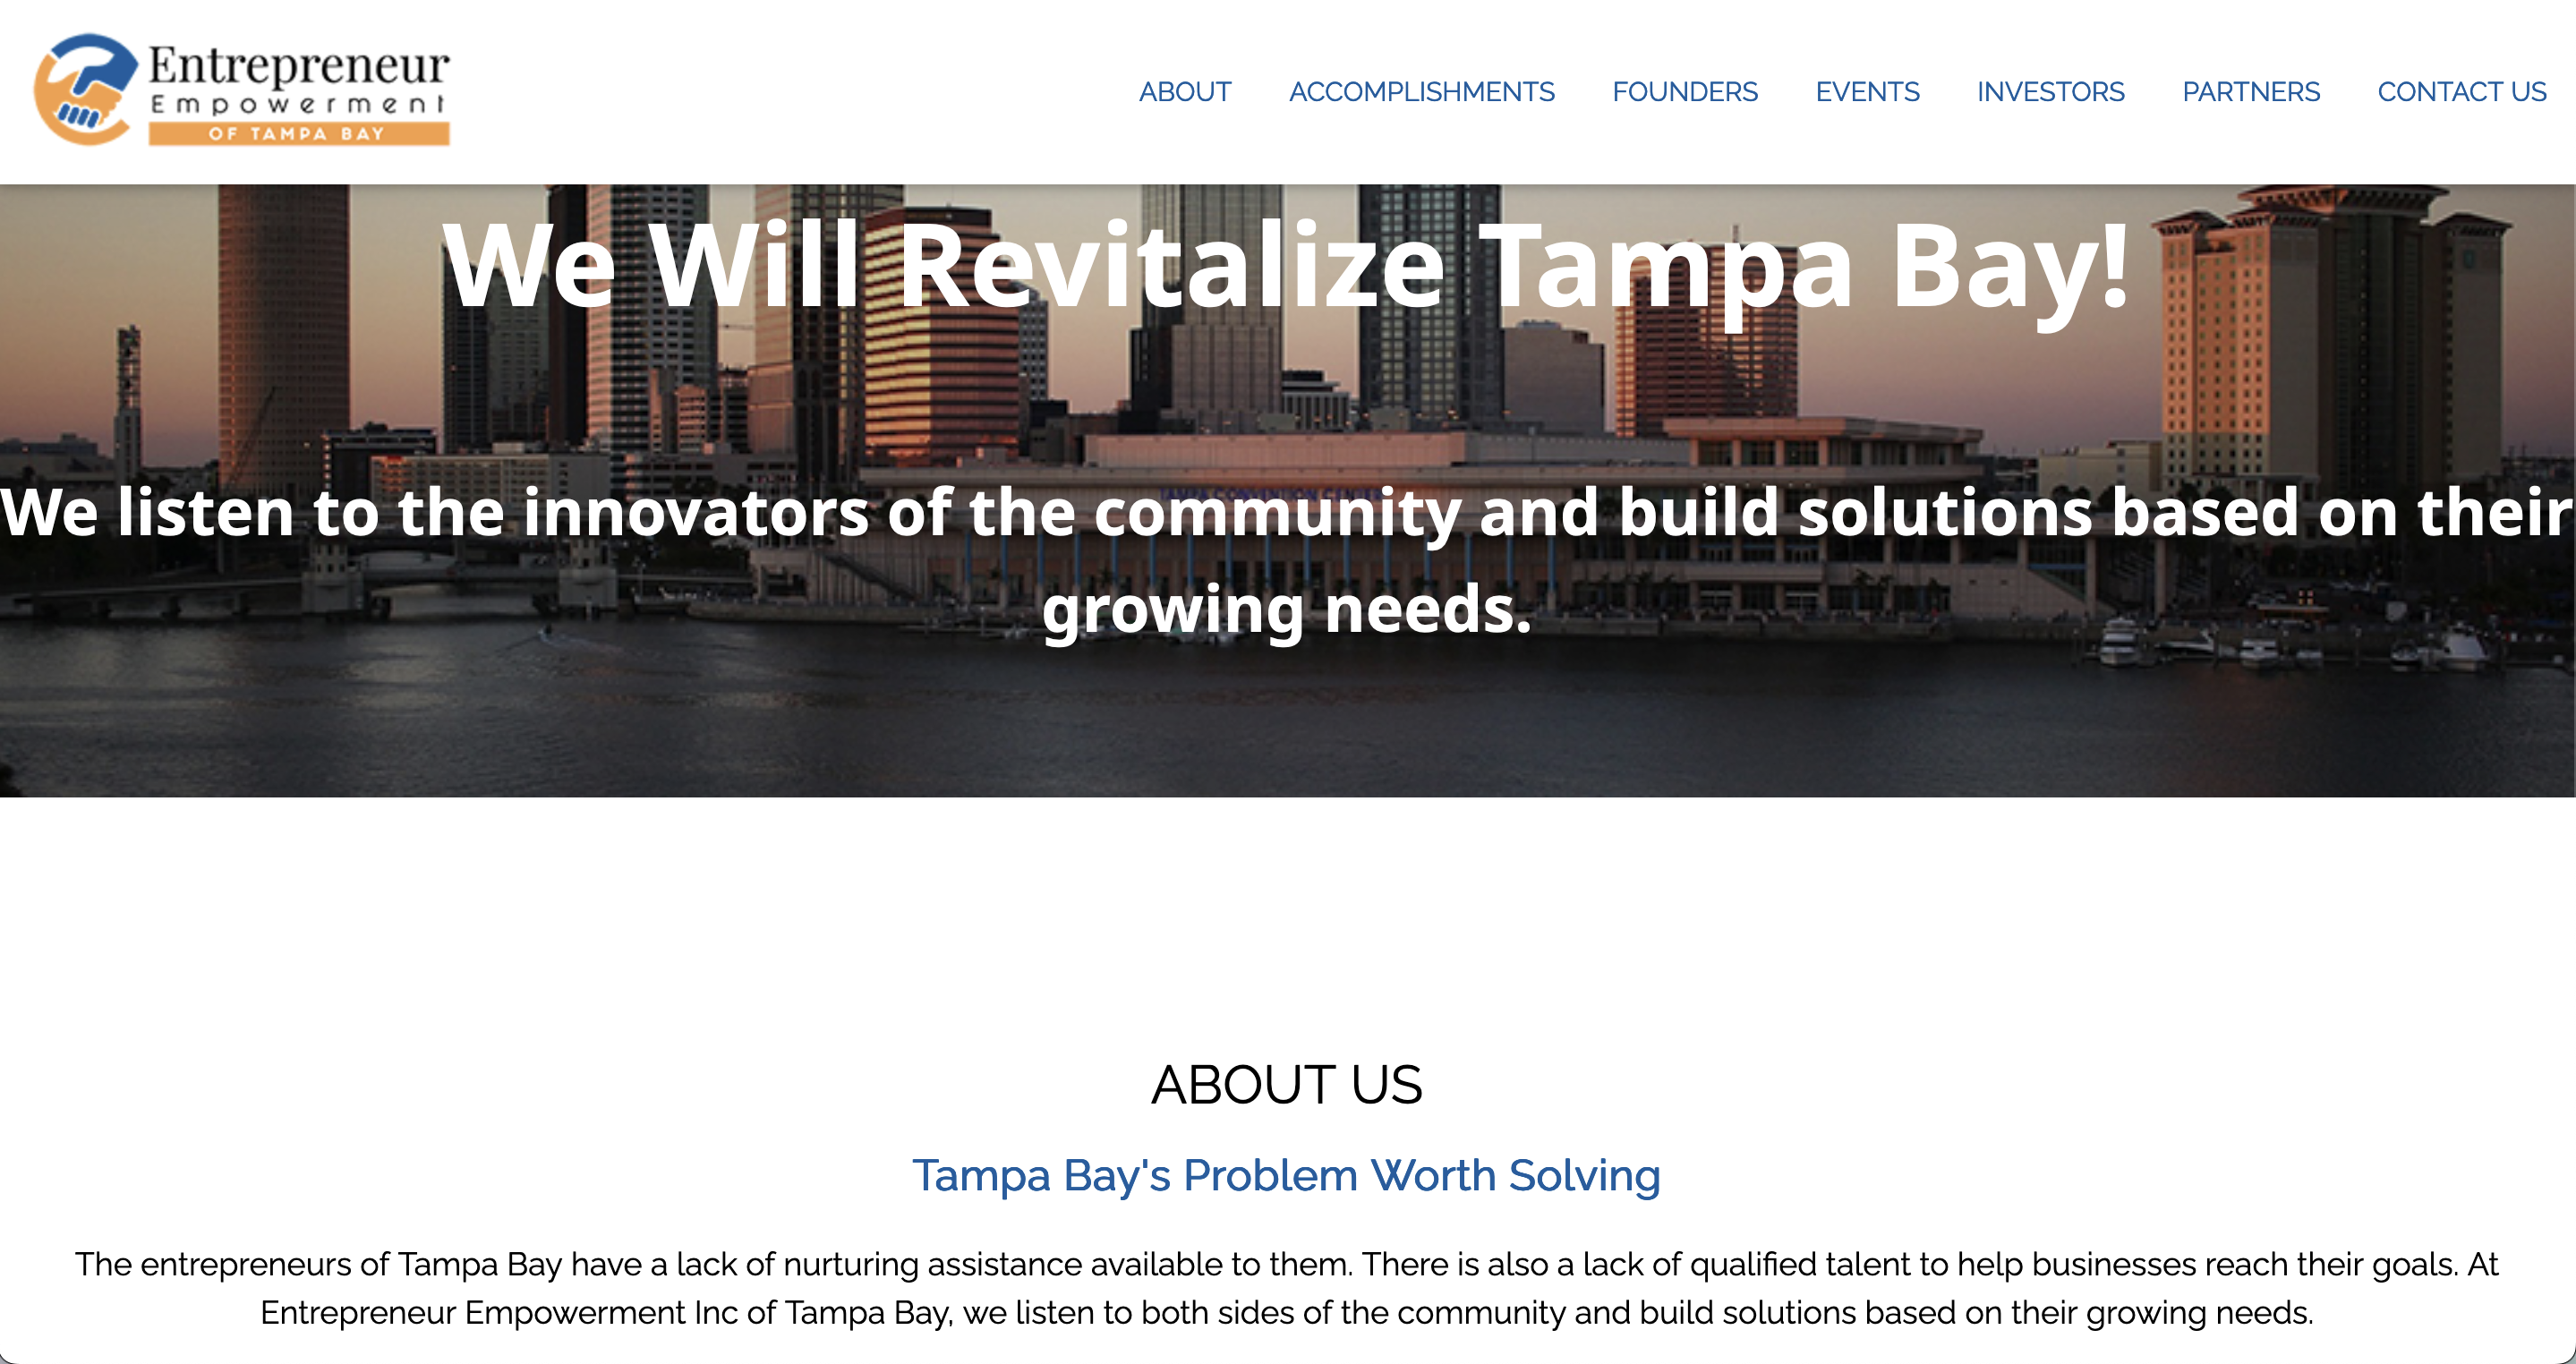 Entrepreneur
Empowerment
OF TAMPA BAY
ABOUT
ACCOMPLISHMENTS
FOUNDERS
EVENTS
INVESTORS
PARTNERS
CONTACT US
We Will Revitalize Tampa Bay!
TAMPA CONVENTION CENTER
We listen to the innovators of the community and build solutions based on their
growing needs.
ABOUT US
Tampa Bay's Problem Worth Solving
The entrepreneurs of Tampa Bay have a lack of nurturing assistance available to them. There is also a lack of qualified talent to help businesses reach their goals. At
Entrepreneur Empowerment Inc of Tampa Bay, we listen to both sides of the community and build solutions based on their growing needs.